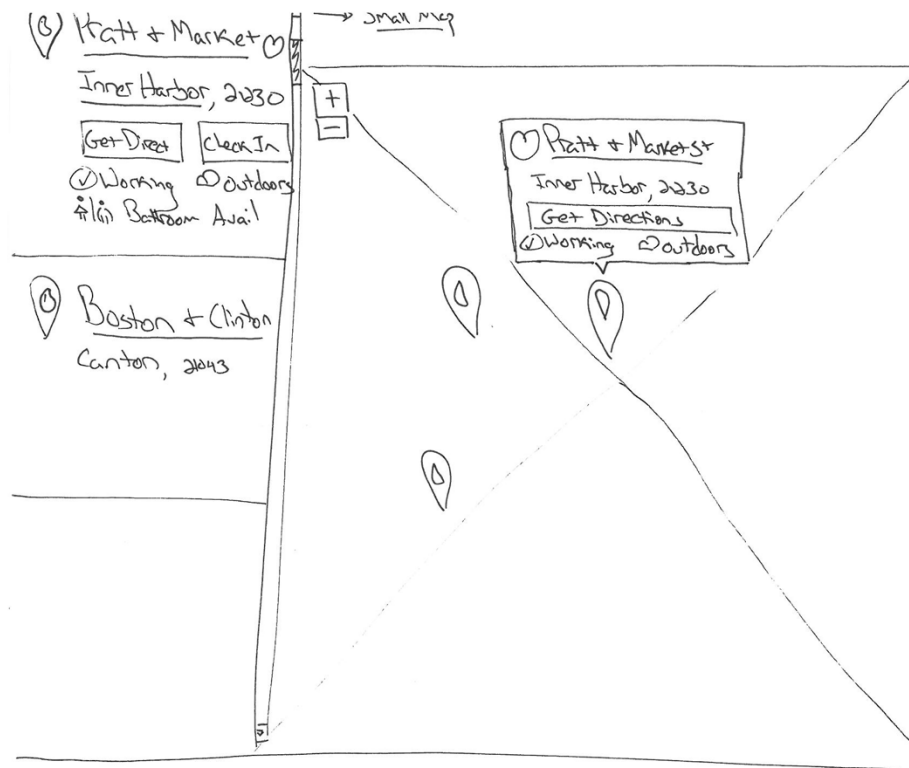 → Small Map
Pratt + Market
Inner Harbor, 21230
Get Direct
Check In
Working
Outdoors
Bathroom Avail
Boston + Clinton
Canton, 21043
+
−
Pratt + Market St
Inner Harbor, 21230
Get Directions
Working
Outdoors